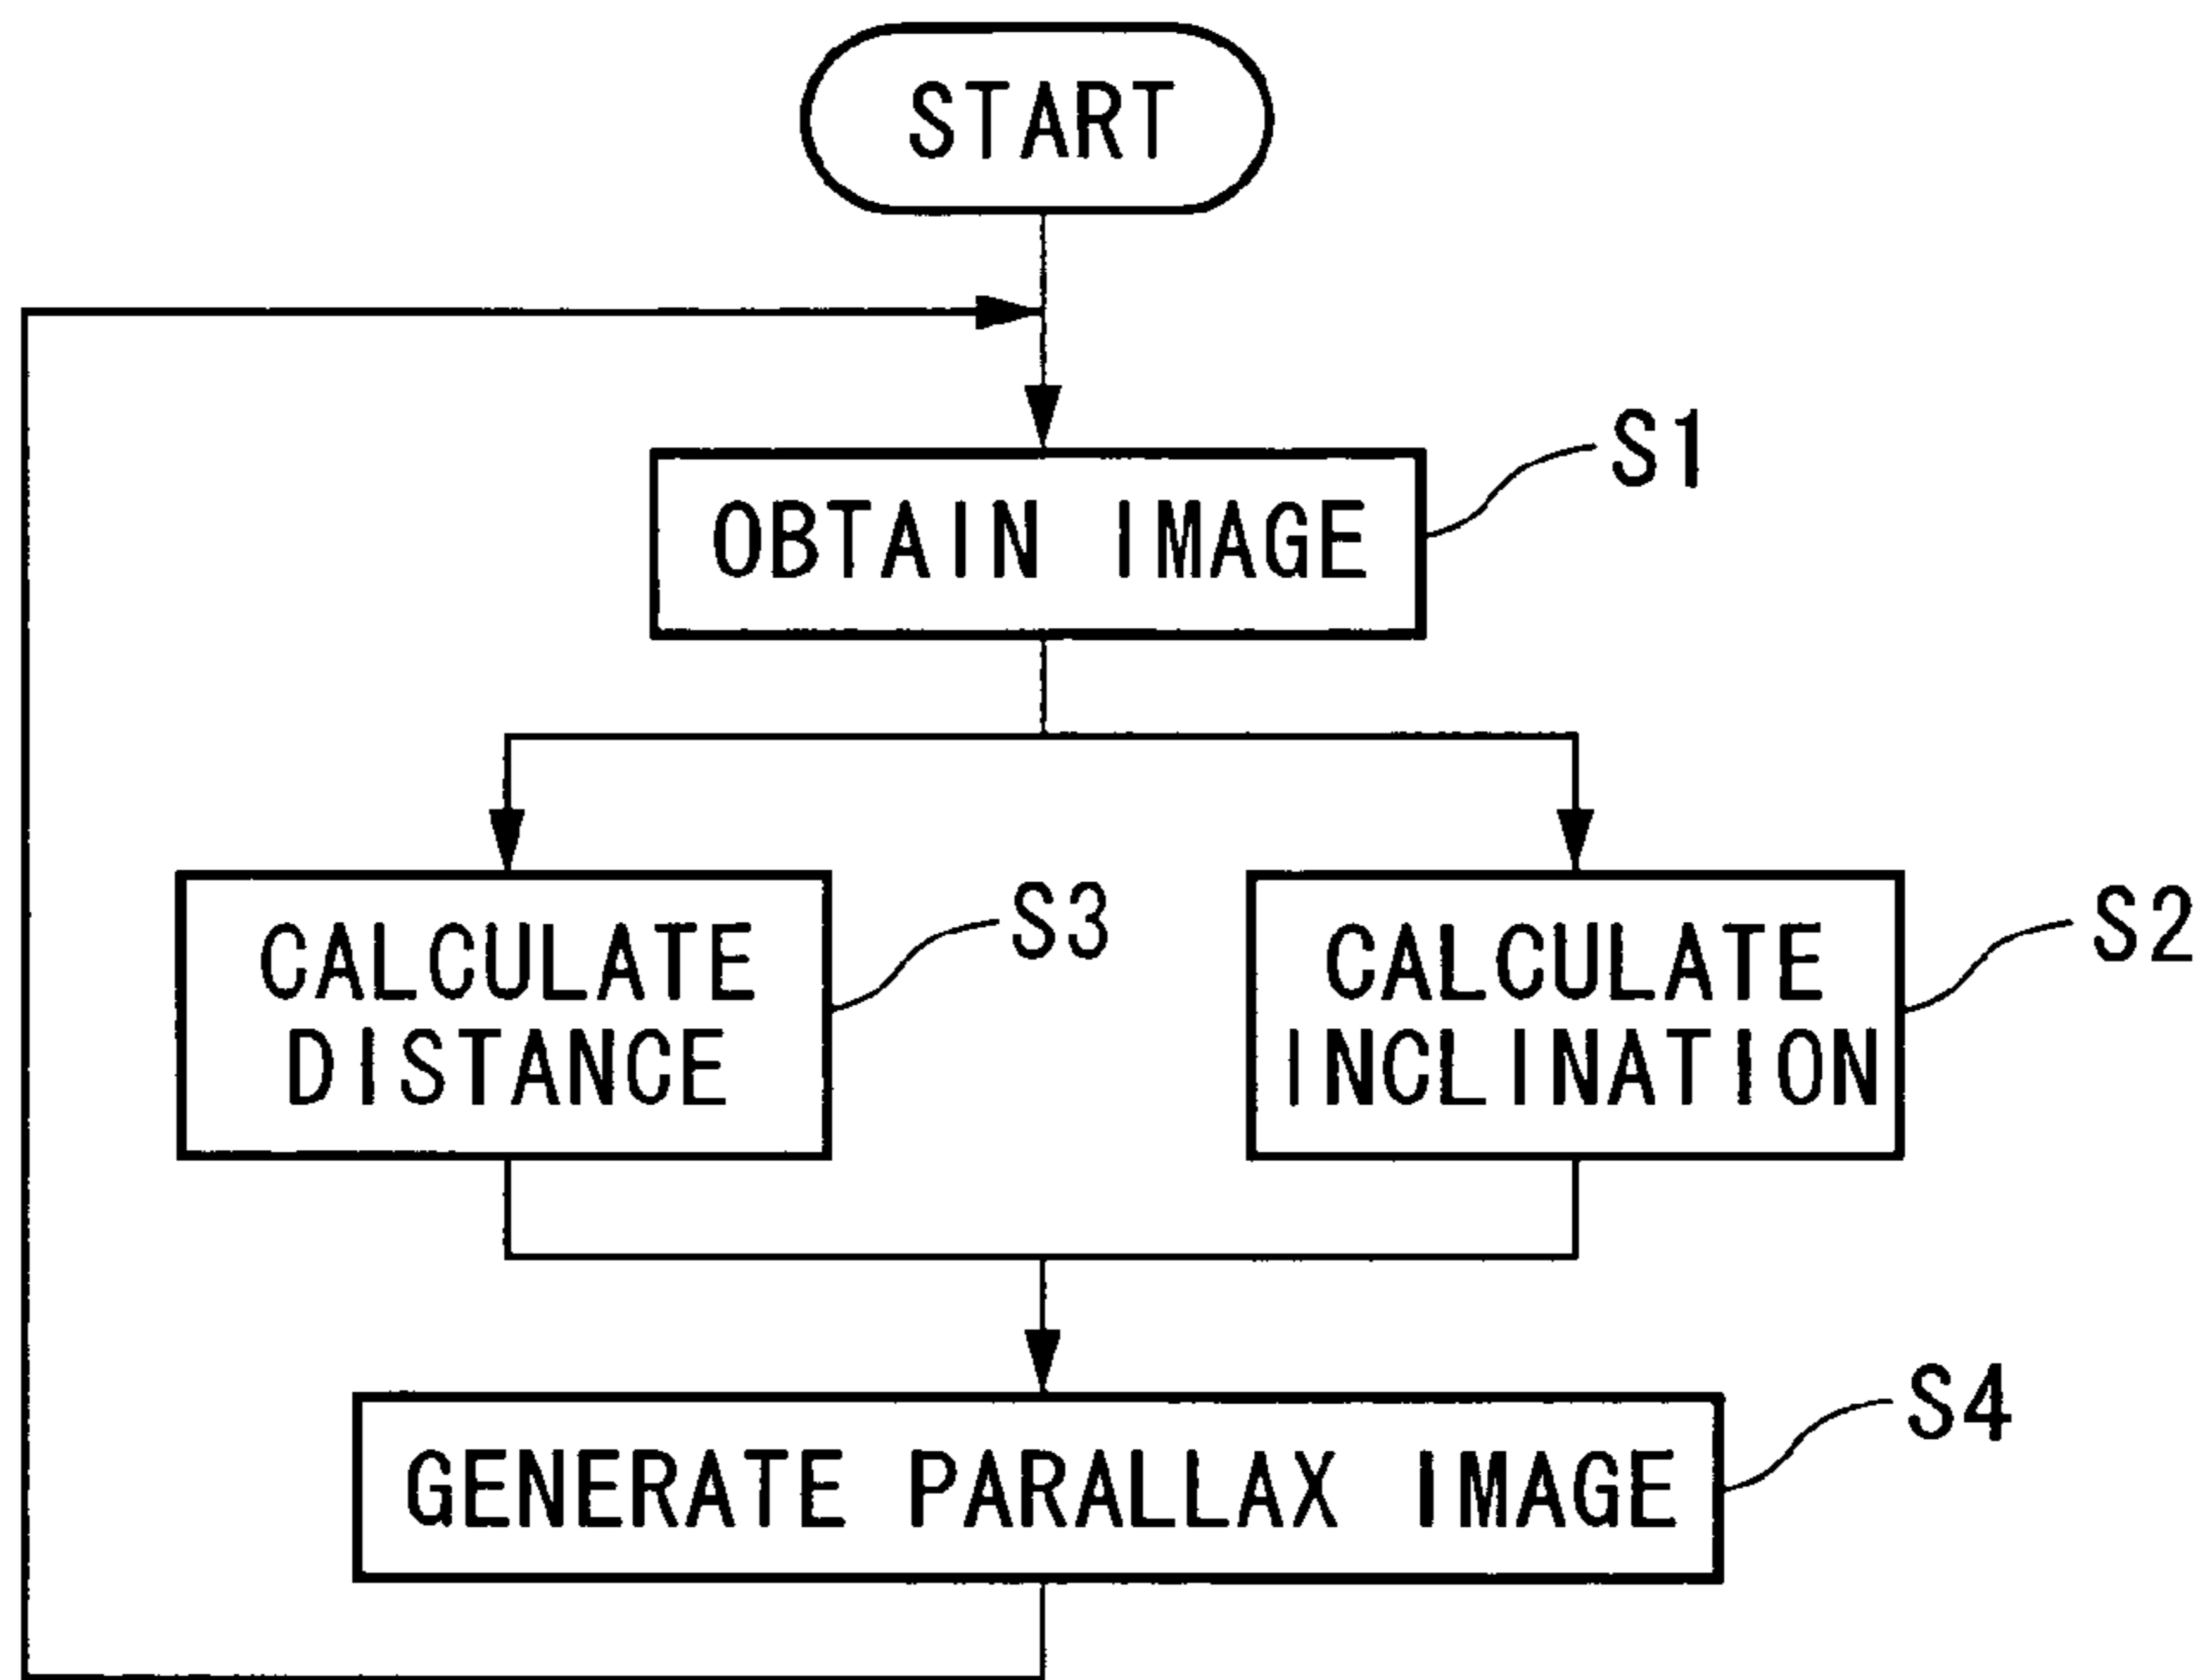 START
S1
OBTAIN IMAGE
S3
CALCULATE
DISTANCE
S2
CALCULATE
INCLINATION
S4
GENERATE PARALLAX IMAGE